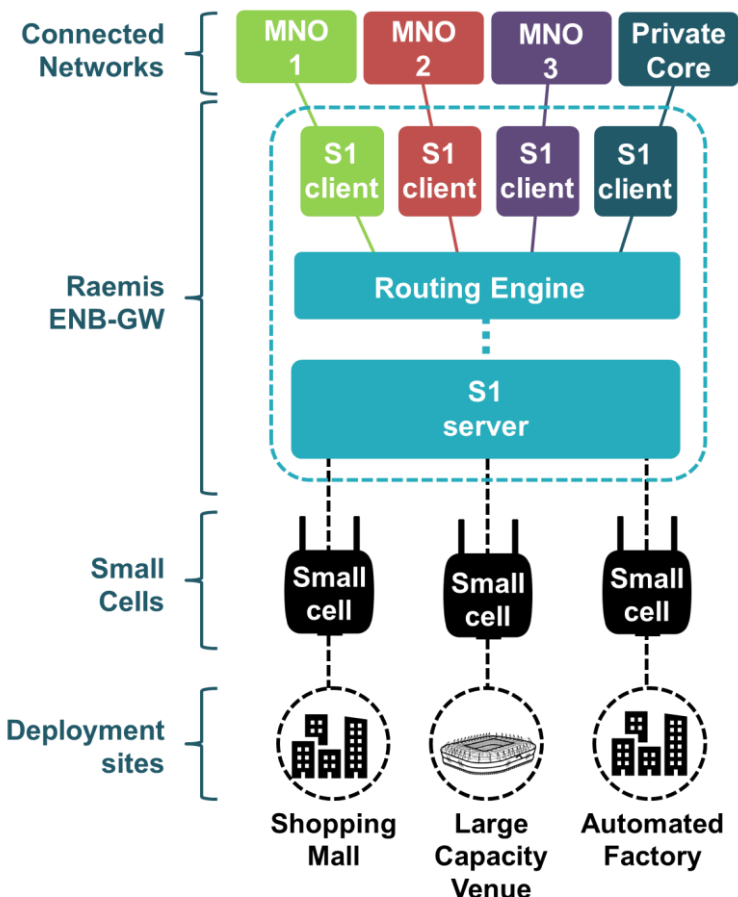 Connected
Networks
MNO
1
MNO
2
MNO
3
Private
Core
Raemis
ENB-GW
S1
client
S1
client
S1
client
S1
client
Routing Engine
S1
server
Small
Cells
Small
cell
Small
cell
Small
cell
Deployment
sites
Shopping
Mall
Large
Capacity
Venue
Automated
Factory